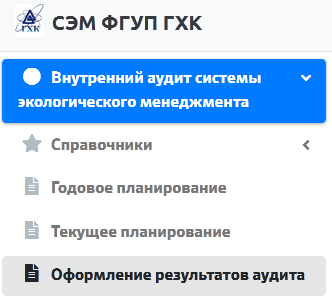 ГХК
СЭМ ФГУП ГХК
Внутренний аудит системы
экологического менеджмента
Справочники
Годовое планирование
Текущее планирование
Оформление результатов аудита